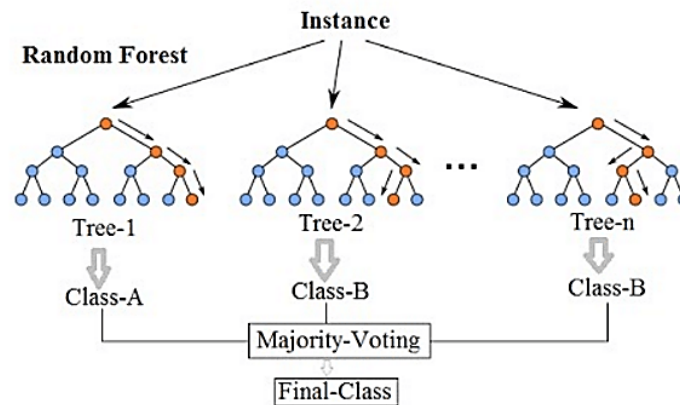 Instance
Random Forest
...
Tree-1 Tree-2 Tree-n
Class-A Class-B Class-B
Majority-Voting
Final-Class